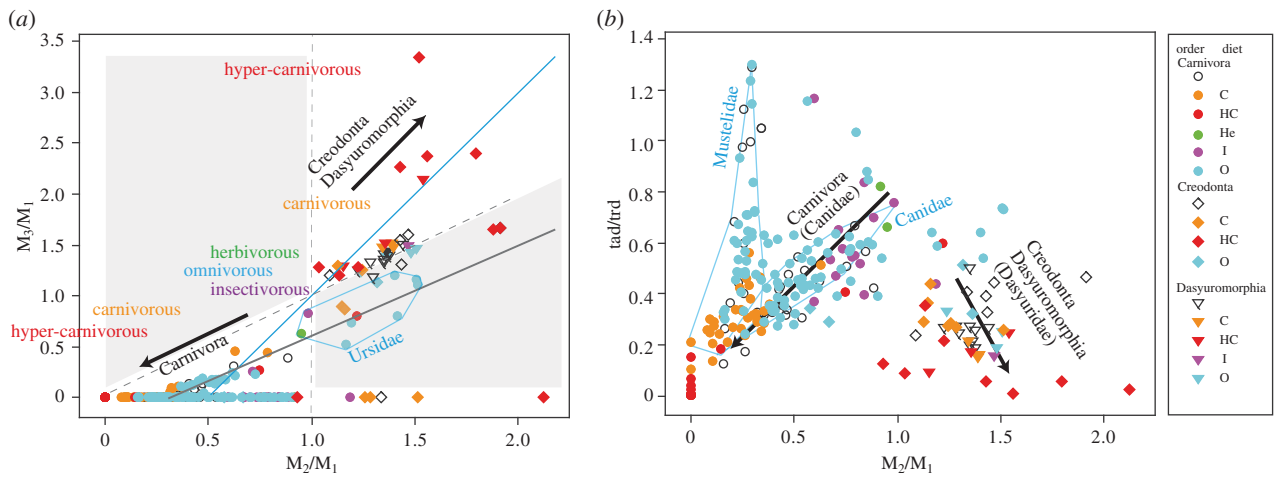 (a)
3.5
3.0
2.5
2.0
1.5
1.0
0.5
0
M3/M1
hyper-carnivorous
Creodonta
Dasyuromorphia
carnivorous
herbivorous
omnivorous
insectivorous
carnivorous
hyper-carnivorous
Carnivora
Ursidae
0
0.5
1.0
1.5
2.0
M2/M1
(b)
1.4
1.2
1.0
0.8
0.6
0.4
0.2
0
tad/trd
Mustelidae
Carnivora
(Canidae)
Canidae
Creodonta
Dasyuromorphia
(Dasyuridae)
0
0.5
1.0
1.5
2.0
M2/M1
order diet
Carnivora
C
HC
He
I
O
Creodonta
C
HC
O
Dasyuromorphia
C
HC
I
O